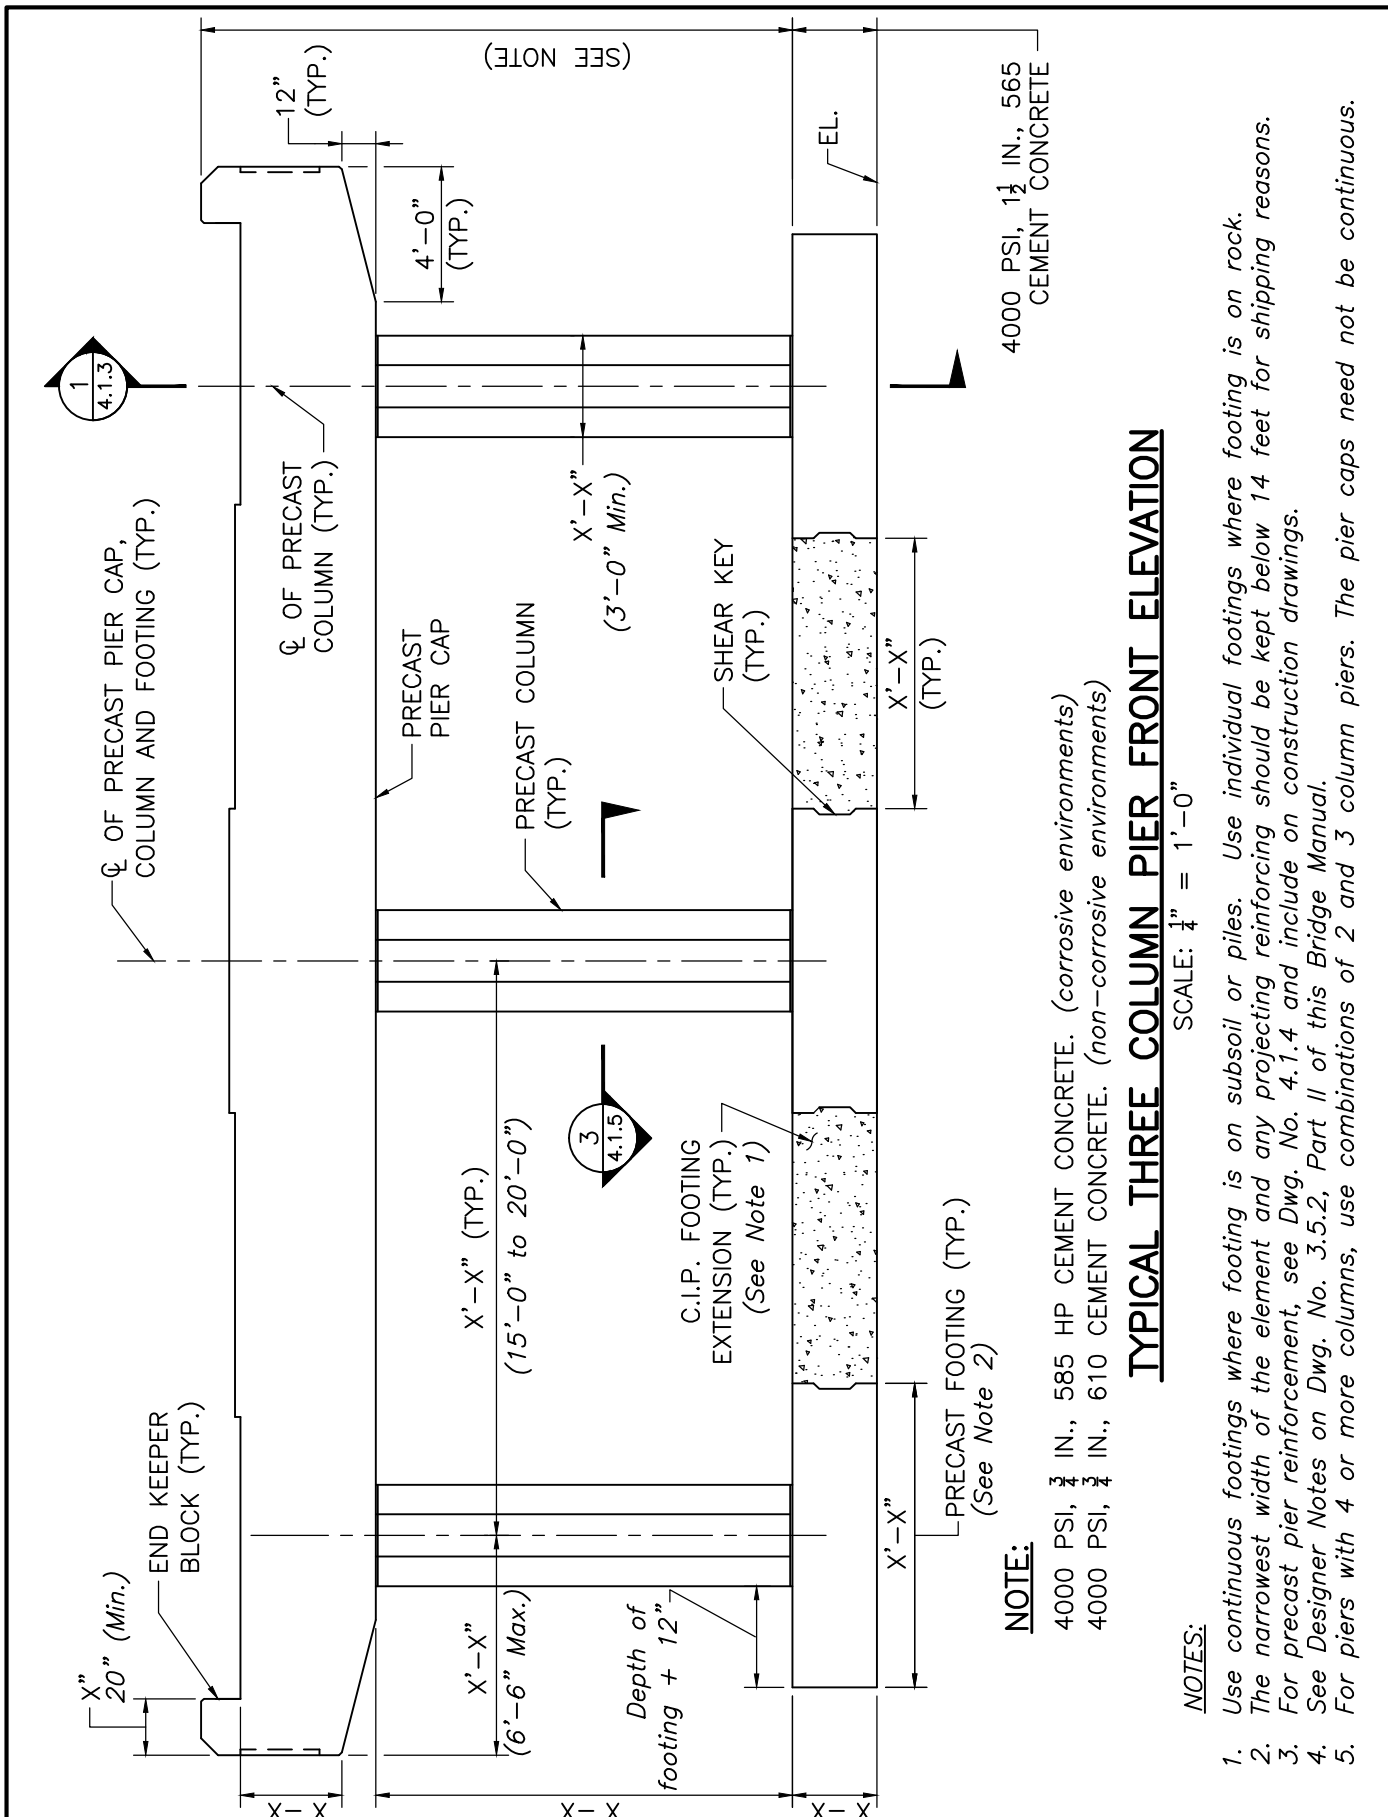 X"
20" (Min.)
END KEEPER
BLOCK (TYP.)
℄ OF PRECAST PIER CAP,
COLUMN AND FOOTING (TYP.)
1
4.1.3
12"
(TYP.)
℄ OF PRECAST
COLUMN (TYP.)
4'-0"
(TYP.)
(SEE NOTE)
PRECAST
PIER CAP
X'-X"
(6'-6" Max.)
X'-X" (TYP.)
(15'-0" to 20'-0")
PRECAST COLUMN
(TYP.)
X'-X"
(3'-0" Min.)
3
4.1.5
Depth of
footing + 12"
C.I.P. FOOTING
EXTENSION (TYP.)
(See Note 1)
SHEAR KEY
(TYP.)
EL.
X'-X"
X'-X"
(TYP.)
PRECAST FOOTING (TYP.)
(See Note 2)
4000 PSI, 1½ IN., 565
CEMENT CONCRETE
NOTE:
4000 PSI, ¾ IN., 585 HP CEMENT CONCRETE. (corrosive environments)
4000 PSI, ¾ IN., 610 CEMENT CONCRETE. (non-corrosive environments)
TYPICAL THREE COLUMN PIER FRONT ELEVATION
SCALE: ¼" = 1'-0"
NOTES:
1. Use continuous footings where footing is on subsoil or piles. Use individual footings where footing is on rock.
2. The narrowest width of the element and any projecting reinforcing should be kept below 14 feet for shipping reasons.
3. For precast pier reinforcement, see Dwg. No. 4.1.4 and include on construction drawings.
4. See Designer Notes on Dwg. No. 3.5.2, Part II of this Bridge Manual.
5. For piers with 4 or more columns, use combinations of 2 and 3 column piers. The pier caps need not be continuous.